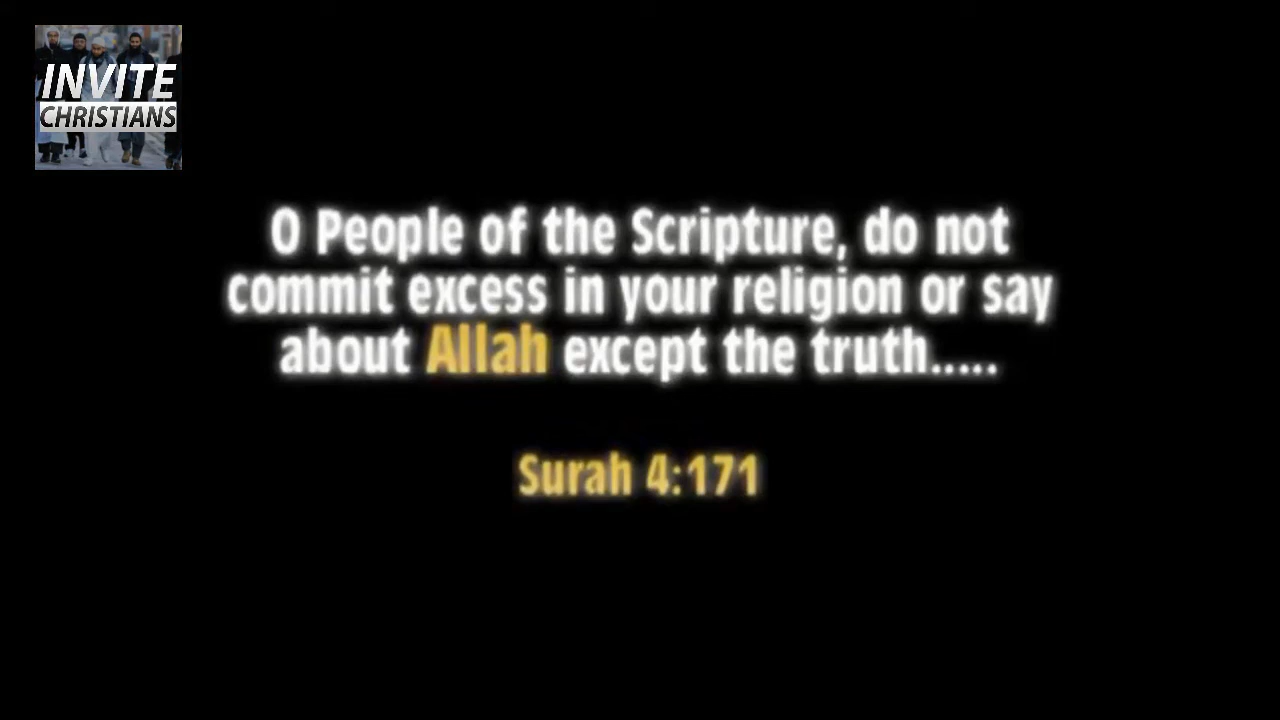 INVITE
CHRISTIANS
O People of the Scripture, do not
commit excess in your religion or say
about Allah except the truth.....
Surah 4:171